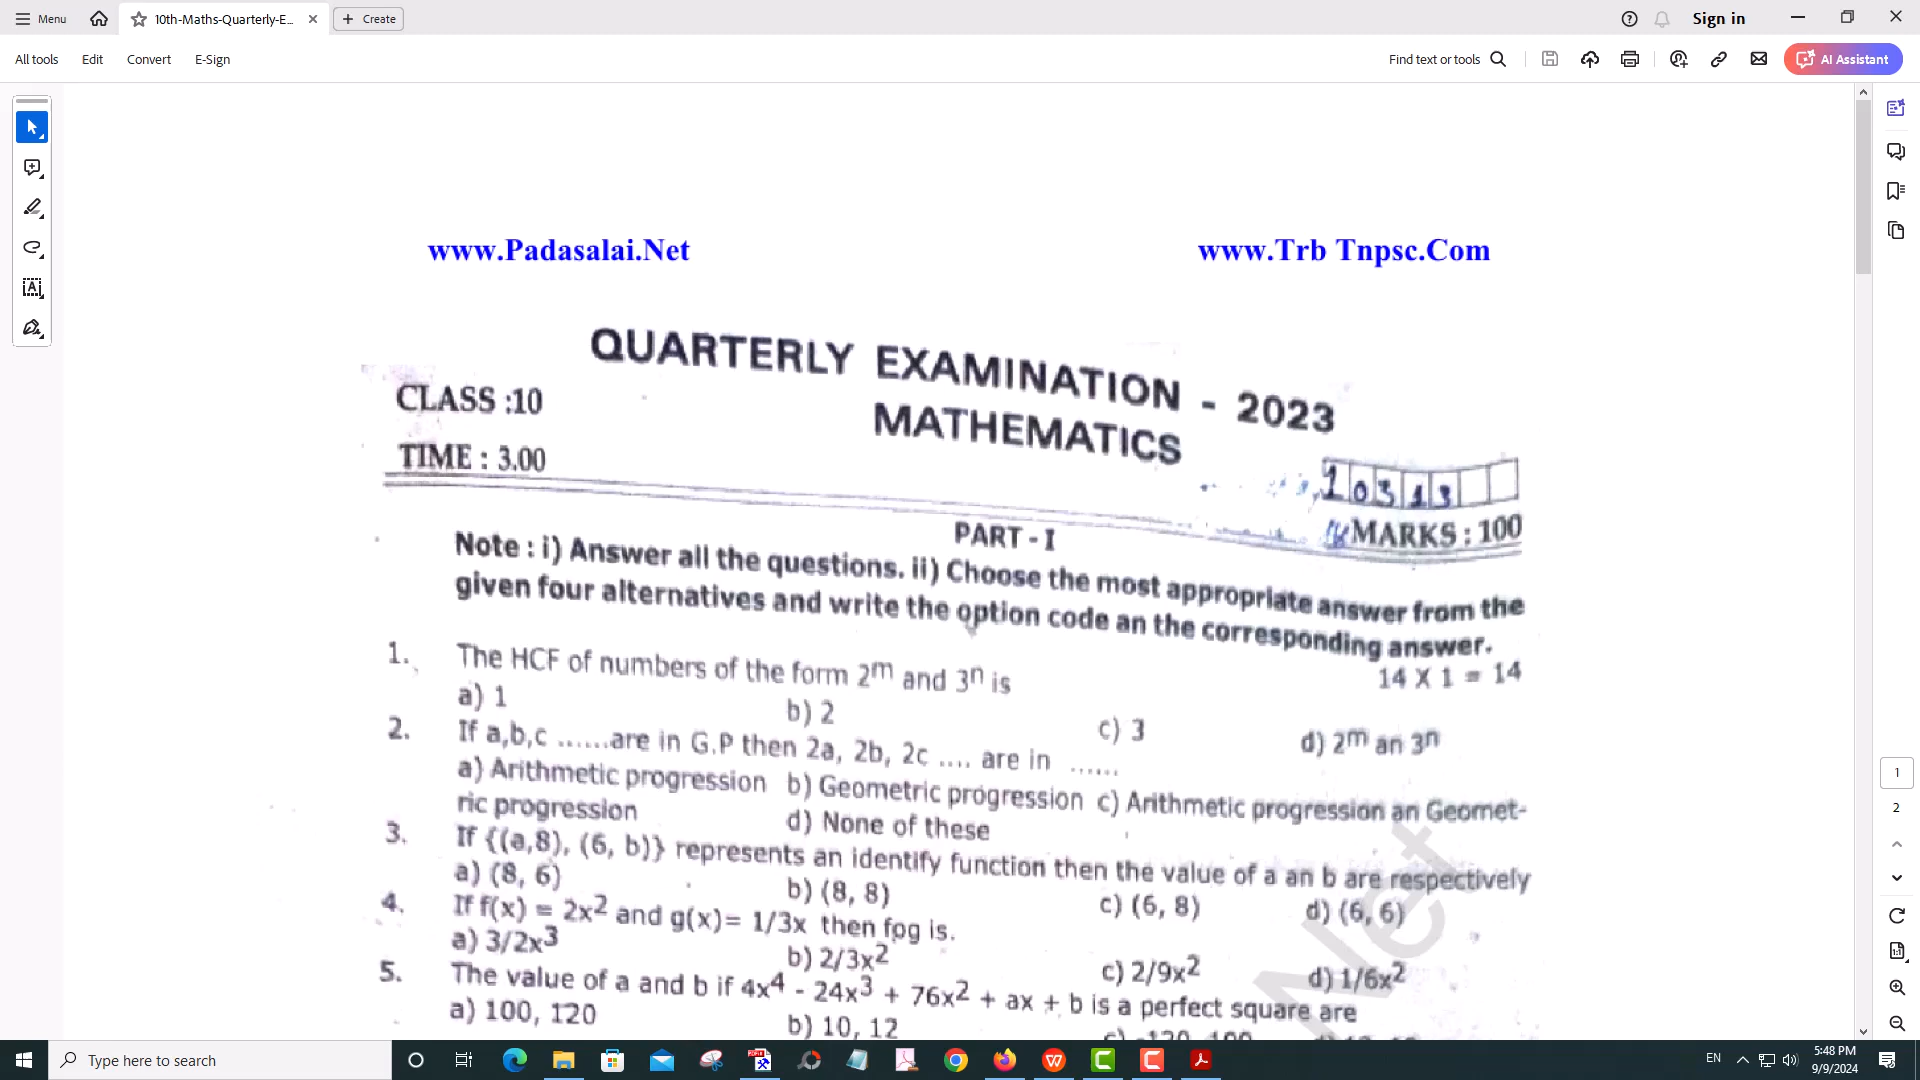 Menu
10th-Maths-Quarterly-E...
Create
Sign in
All tools
Edit
Convert
E-Sign
Find text or tools
AI Assistant
www.Padasalai.Net
www.Trb Tnpsc.Com
QUARTERLY EXAMINATION - 2023
CLASS :10
MATHEMATICS
TIME : 3.00
MARKS : 100
PART - I
Note : i) Answer all the questions. ii) Choose the most appropriate answer from the
given four alternatives and write the option code an the corresponding answer.
14 X 1 = 14
1. The HCF of numbers of the form 2^m and 3^n is
a) 1 b) 2 c) 3 d) 2^m an 3^n
2. If a,b,c .......are in G.P then 2a, 2b, 2c .... are in ......
a) Arithmetic progression b) Geometric progression c) Arithmetic progression an Geomet-
ric progression d) None of these
3. If {(a,8), (6, b)} represents an identify function then the value of a an b are respectively
a) (8, 6) b) (8, 8) c) (6, 8) d) (6, 6)
4. If f(x) = 2x² and g(x)= 1/3x then fog is.
a) 3/2x³ b) 2/3x² c) 2/9x² d) 1/6x²
5. The value of a and b if 4x⁴ - 24x³ + 76x² + ax + b is a perfect square are
a) 100, 120 b) 10, 12
Net
1
2
Type here to search
EN
5:48 PM
9/9/2024